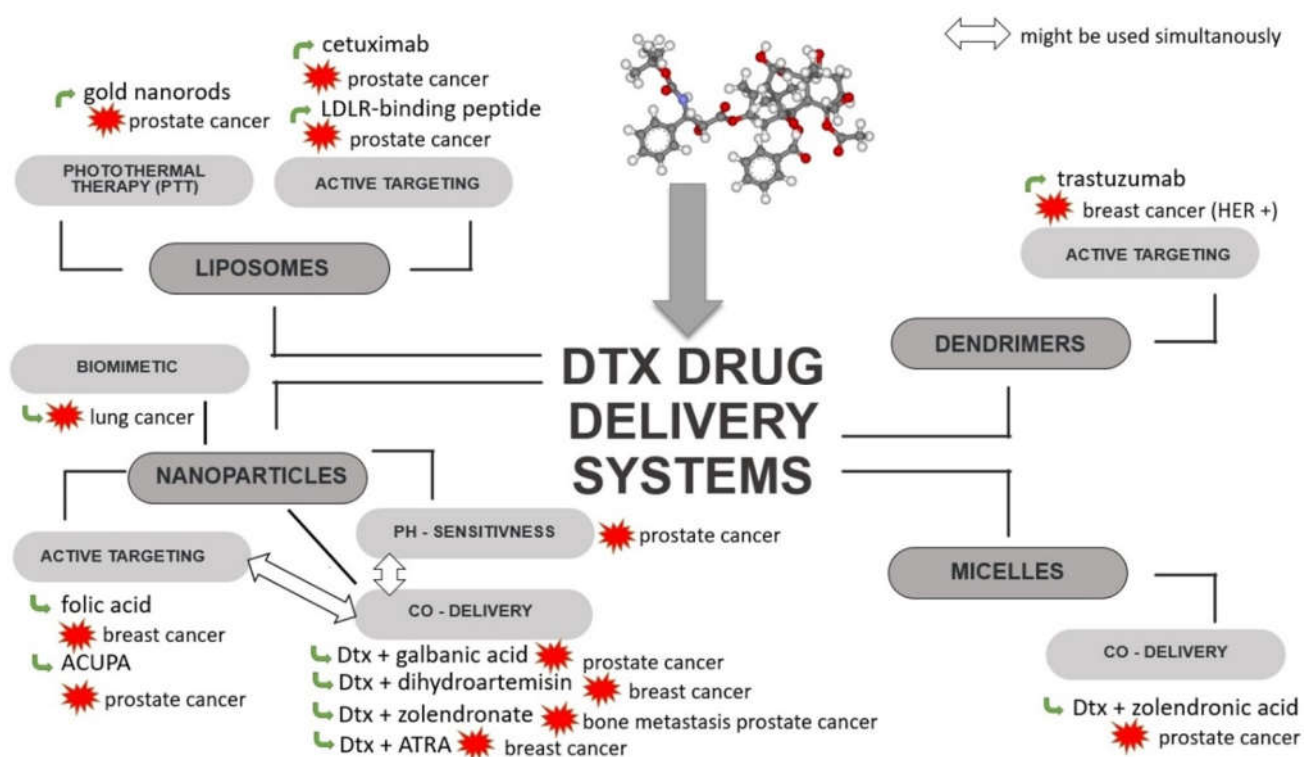 might be used simultanously
cetuximab
prostate cancer
LDLR-binding peptide
prostate cancer
gold nanorods
prostate cancer
PHOTOTHERMAL
THERAPY (PTT)
ACTIVE TARGETING
LIPOSOMES
trastuzumab
breast cancer (HER +)
ACTIVE TARGETING
DENDRIMERS
DTX DRUG
DELIVERY
SYSTEMS
BIOMIMETIC
lung cancer
NANOPARTICLES
ACTIVE TARGETING
folic acid
breast cancer
ACUPA
prostate cancer
PH - SENSITIVNESS
prostate cancer
CO - DELIVERY
Dtx + galbanic acid prostate cancer
Dtx + dihydroartemisin breast cancer
Dtx + zolendronate bone metastasis prostate cancer
Dtx + ATRA breast cancer
MICELLES
CO - DELIVERY
Dtx + zolendronic acid
prostate cancer